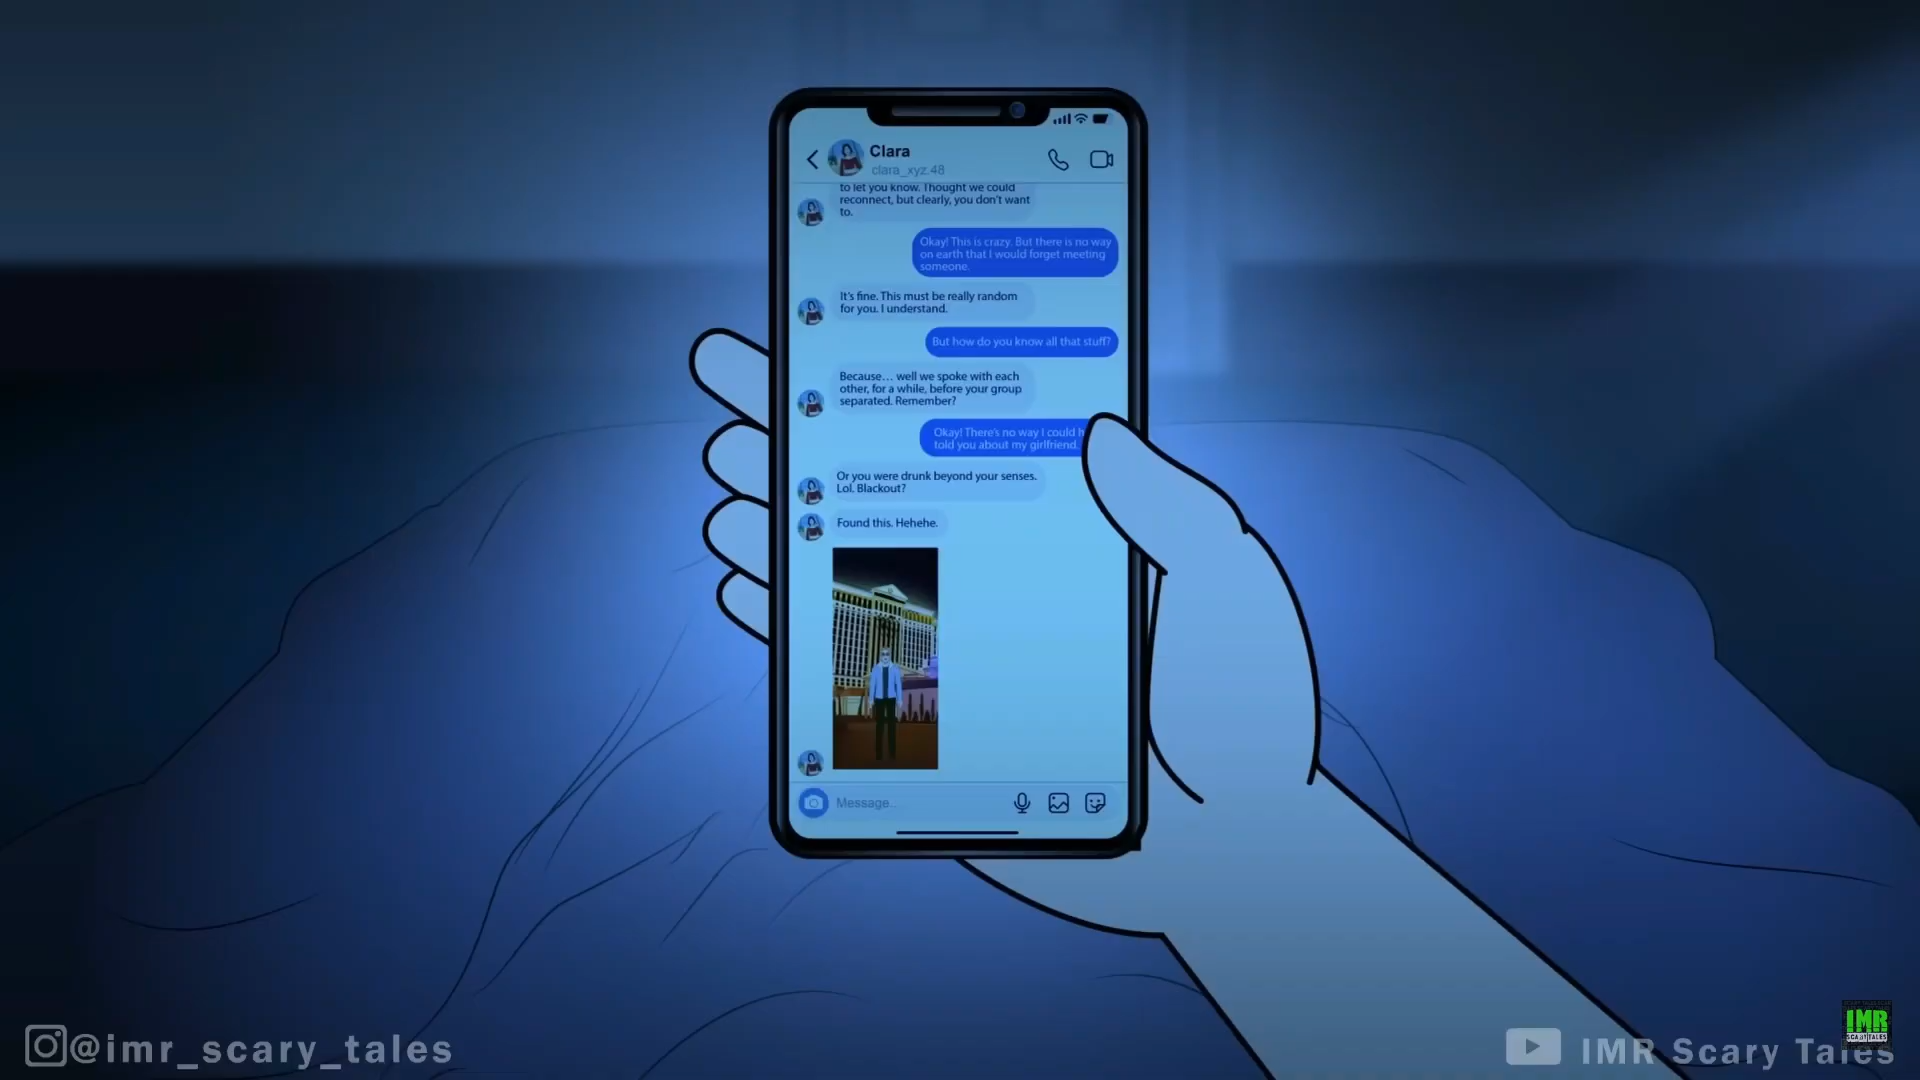 Clara
clara_xyz.48
to let you know. Thought we could
reconnect, but clearly, you don't want
to.
Okay! This is crazy. But there is no way
on earth that I would forget meeting
someone.
It's fine. This must be really random
for you. I understand.
But how do you know all that stuff?
Because... well we spoke with each
other, for a while, before your group
separated. Remember?
Okay! There's no way I could h
told you about my girlfriend.
Or you were drunk beyond your senses.
Lol. Blackout?
Found this. Hehehe.
Message...
@imr_scary_tales
IMR
SCARY TALES
IMR Scary Tales